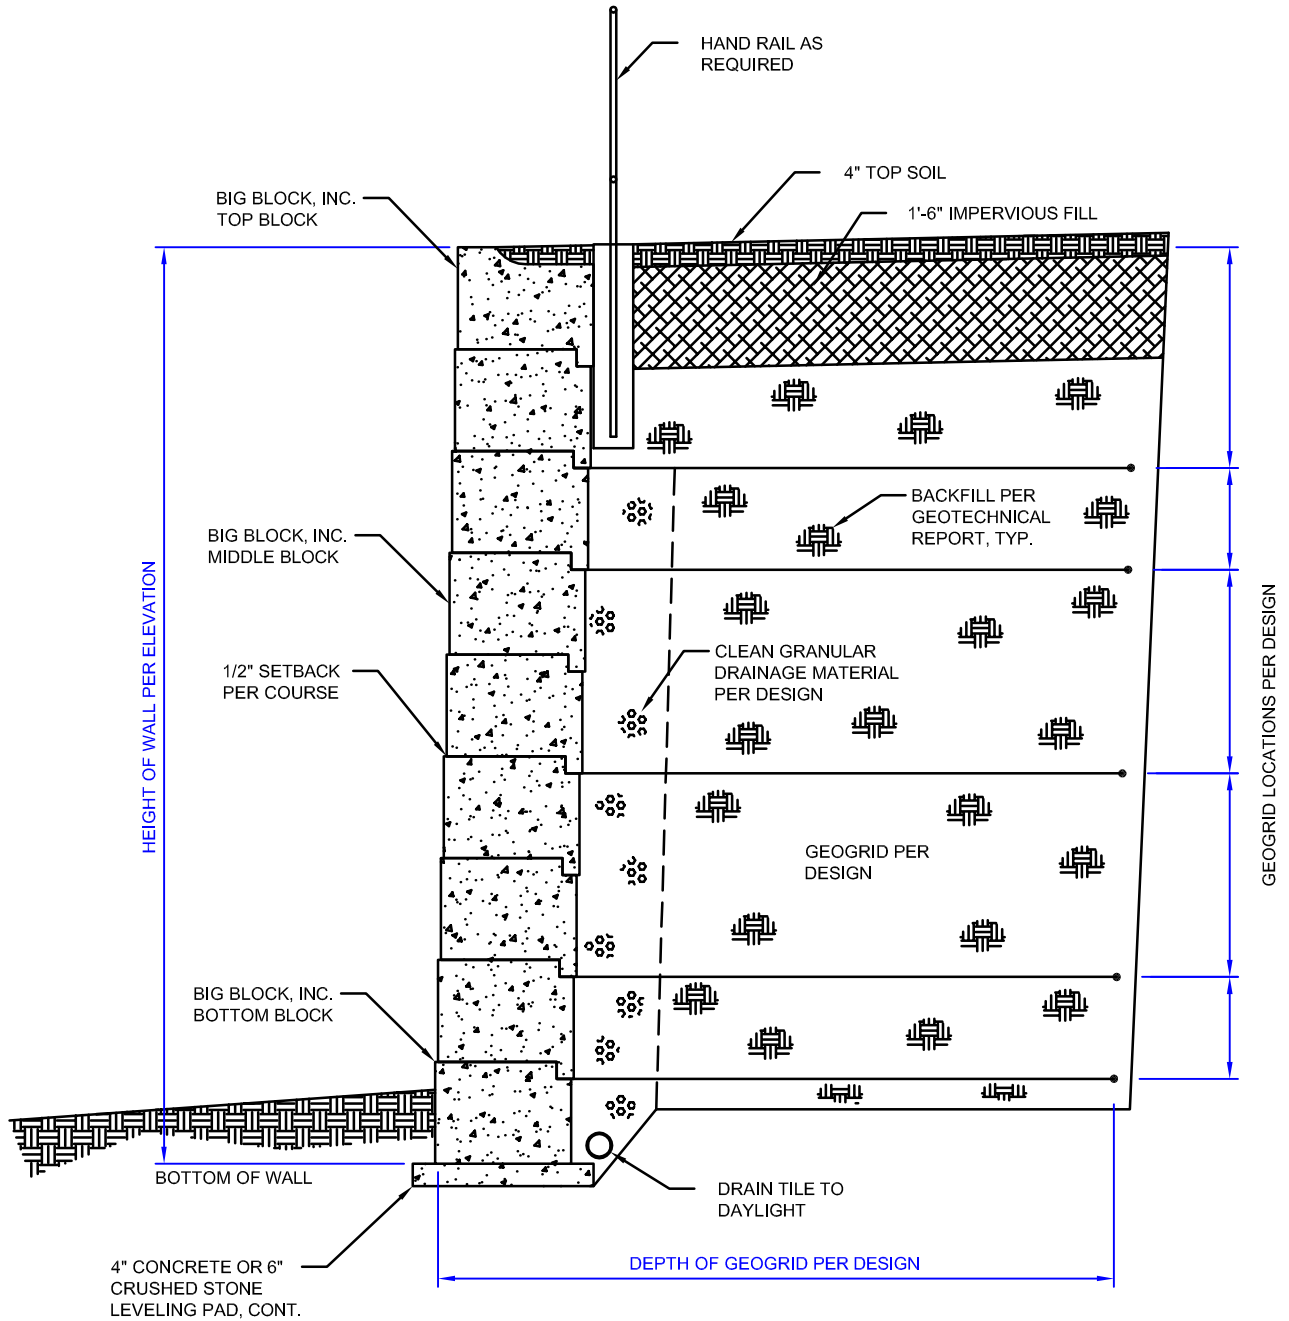 HAND RAIL AS
REQUIRED
4" TOP SOIL
BIG BLOCK, INC.
TOP BLOCK
1'-6" IMPERVIOUS FILL
BACKFILL PER
GEOTECHNICAL
REPORT, TYP.
BIG BLOCK, INC.
MIDDLE BLOCK
HEIGHT OF WALL PER ELEVATION
GEOGRID LOCATIONS PER DESIGN
CLEAN GRANULAR
DRAINAGE MATERIAL
PER DESIGN
1/2" SETBACK
PER COURSE
GEOGRID PER
DESIGN
BIG BLOCK, INC.
BOTTOM BLOCK
BOTTOM OF WALL
DRAIN TILE TO
DAYLIGHT
DEPTH OF GEOGRID PER DESIGN
4" CONCRETE OR 6"
CRUSHED STONE
LEVELING PAD, CONT.